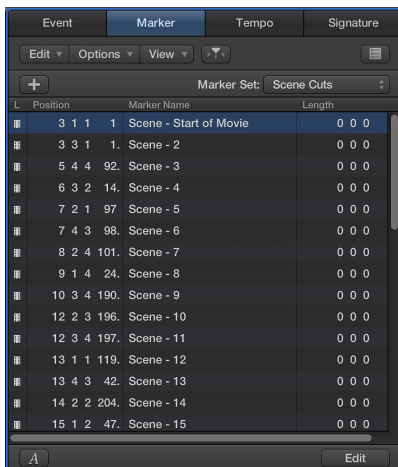 Event Marker Tempo Signature
Edit Options View
Marker Set: Scene Cuts
L Position Marker Name Length
3 1 1 1 Scene - Start of Movie 0 0 0
3 3 1 1. Scene - 2 0 0 0
5 4 4 92. Scene - 3 0 0 0
6 3 2 14. Scene - 4 0 0 0
7 2 1 97 Scene - 5 0 0 0
7 4 3 98. Scene - 6 0 0 0
8 2 4 101. Scene - 7 0 0 0
9 1 4 24. Scene - 8 0 0 0
10 3 4 190. Scene - 9 0 0 0
12 2 3 196. Scene - 10 0 0 0
12 3 4 197. Scene - 11 0 0 0
13 1 1 119. Scene - 12 0 0 0
13 4 3 42. Scene - 13 0 0 0
14 2 2 204. Scene - 14 0 0 0
15 1 2 47. Scene - 15 0 0 0
A Edit